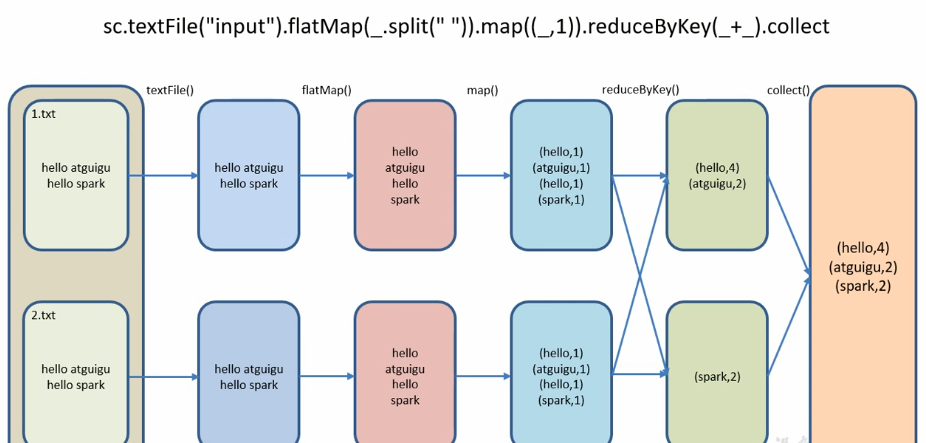 sc.textFile("input").flatMap(_.split(" ")).map((_,1)).reduceByKey(_+_).collect
textFile()
flatMap()
map()
reduceByKey()
collect()
1.txt
hello atguigu
hello spark
hello atguigu
hello spark
hello
atguigu
hello
spark
(hello,1)
(atguigu,1)
(hello,1)
(spark,1)
(hello,4)
(atguigu,2)
(hello,4)
(atguigu,2)
(spark,2)
2.txt
hello atguigu
hello spark
hello atguigu
hello spark
hello
atguigu
hello
spark
(hello,1)
(atguigu,1)
(hello,1)
(spark,1)
(spark,2)